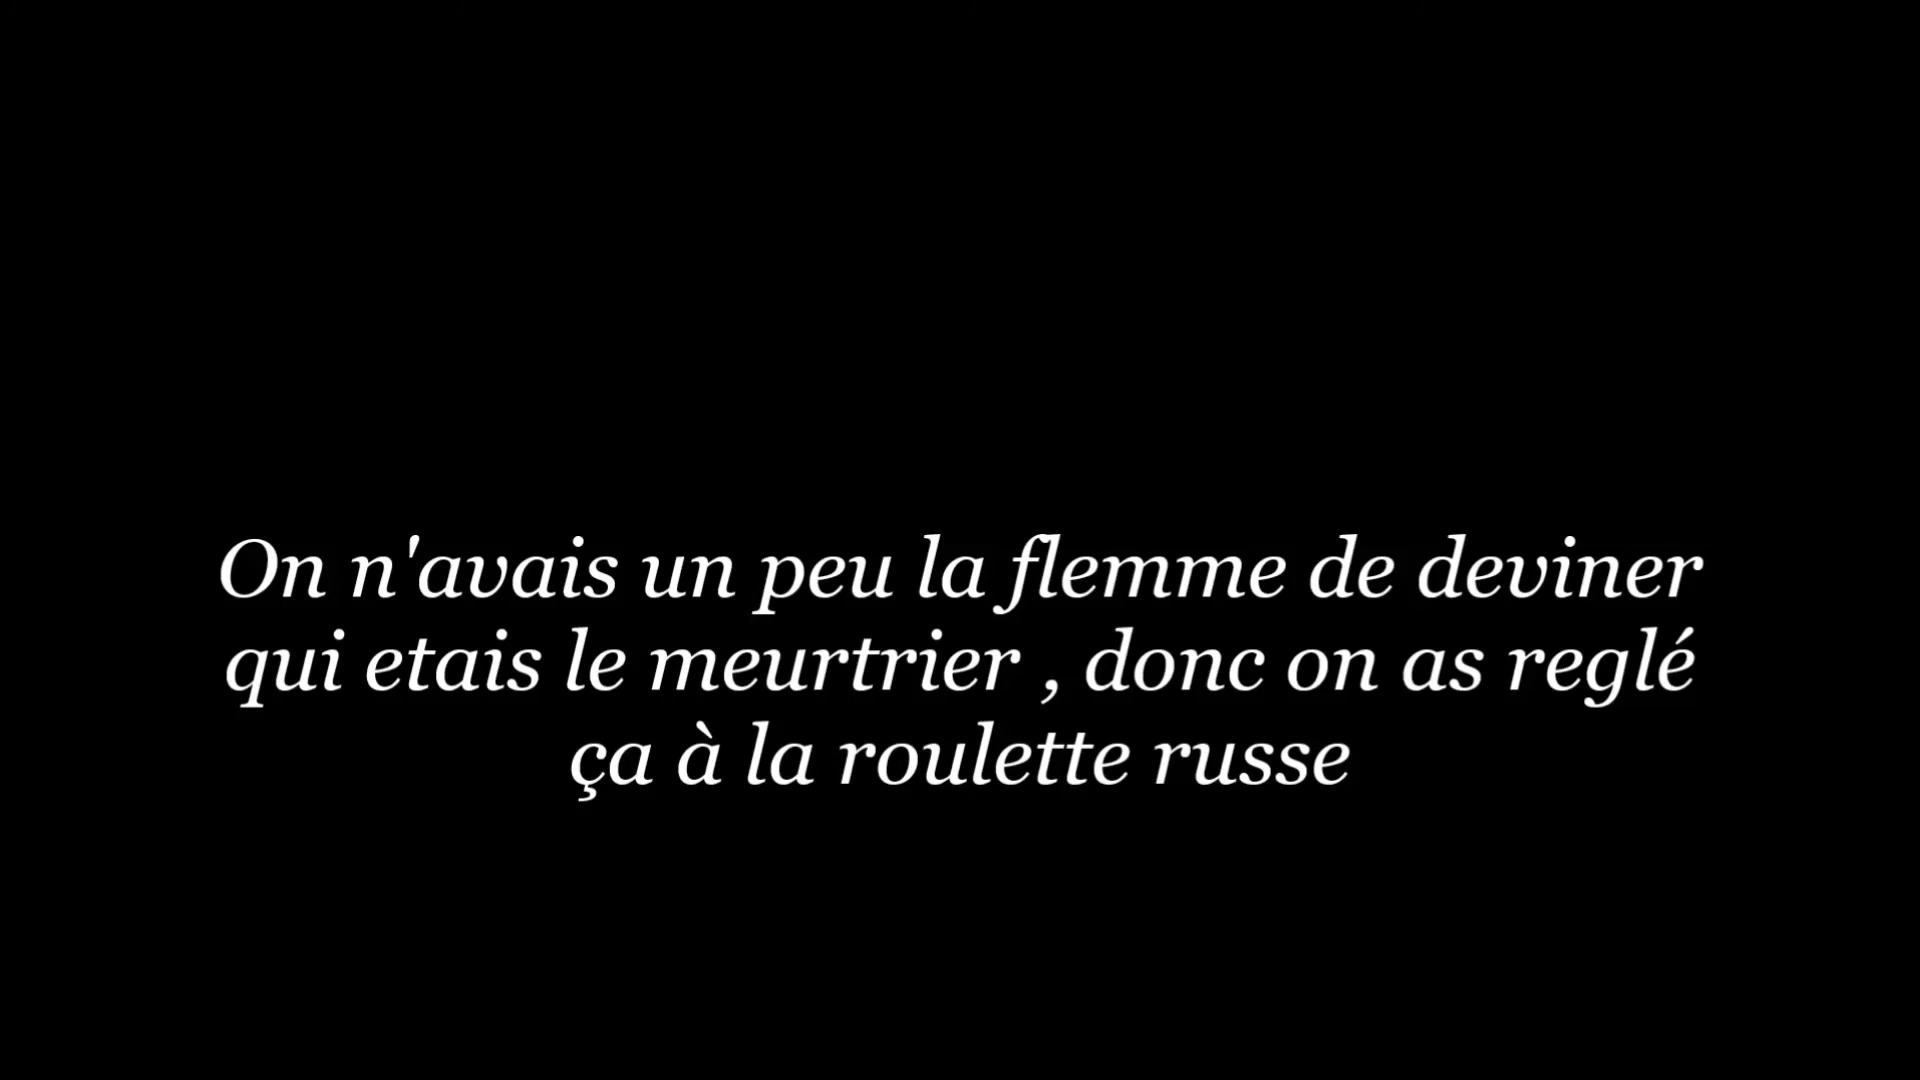 On n'avais un peu la flemme de deviner
qui etais le meurtrier , donc on as reglé
ça à la roulette russe